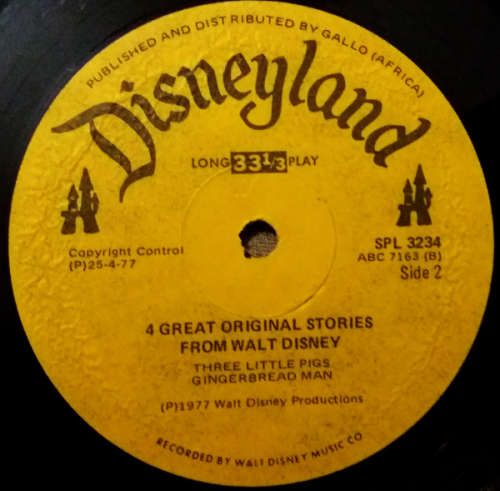 PUBLISHED AND DISTRIBUTED BY GALLO (AFRICA)
Disneyland
LONG 33 1/3 PLAY
Copyright Control
(P)25-4-77
SPL 3234
ABC 7163 (B)
Side 2
4 GREAT ORIGINAL STORIES
FROM WALT DISNEY
THREE LITTLE PIGS
GINGERBREAD MAN
(P)1977 Walt Disney Productions
RECORDED BY WALT DISNEY MUSIC CO